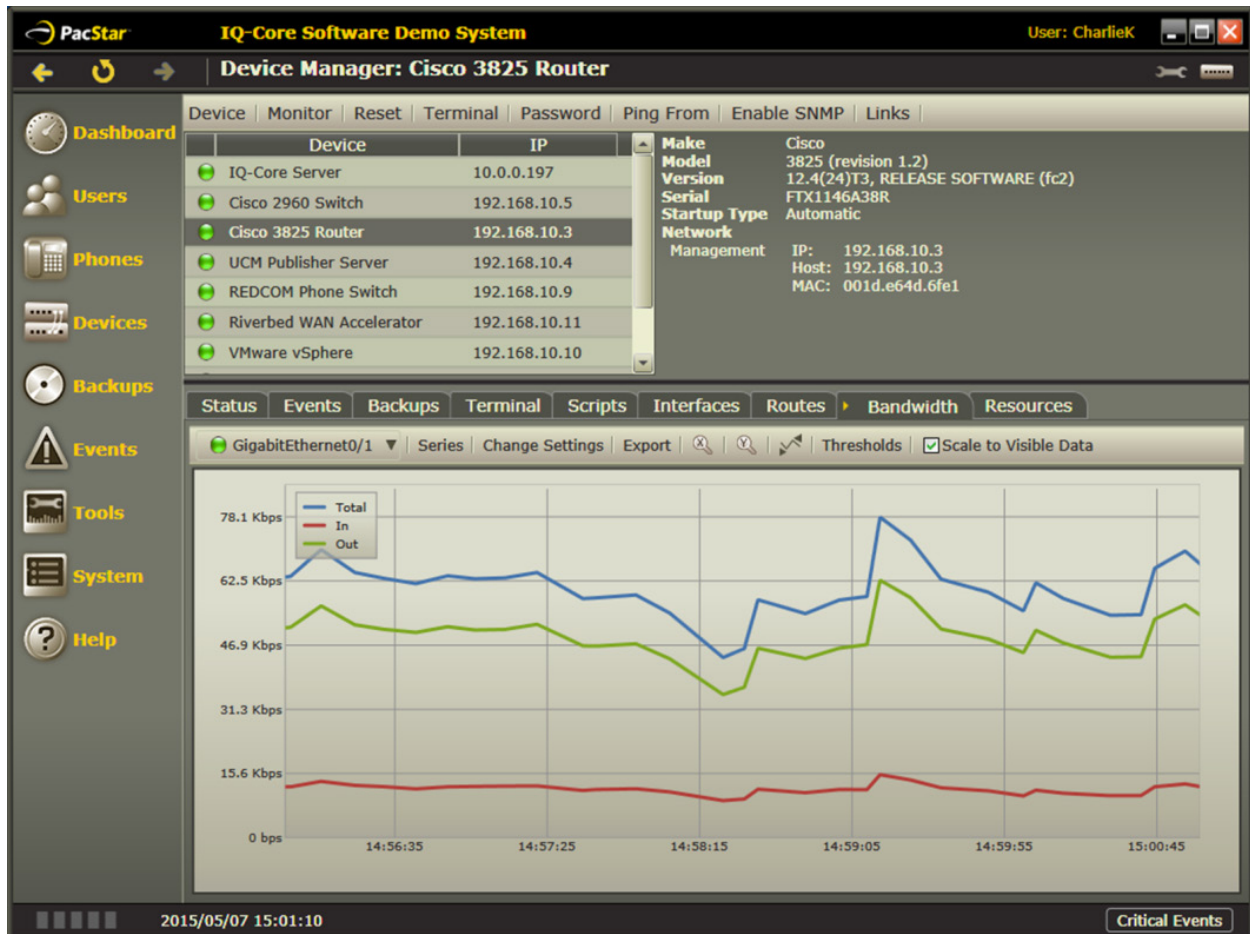 PacStar IQ-Core Software Demo System User: CharlieK
Device Manager: Cisco 3825 Router
Dashboard
Users
Phones
Devices
Backups
Events
Tools
System
Help
Device Monitor Reset Terminal Password Ping From Enable SNMP Links
Device IP
IQ-Core Server 10.0.0.197
Cisco 2960 Switch 192.168.10.5
Cisco 3825 Router 192.168.10.3
UCM Publisher Server 192.168.10.4
REDCOM Phone Switch 192.168.10.9
Riverbed WAN Accelerator 192.168.10.11
VMware vSphere 192.168.10.10
Make Cisco
Model 3825 (revision 1.2)
Version 12.4(24)T3, RELEASE SOFTWARE (fc2)
Serial FTX1146A38R
Startup Type Automatic
Network
Management IP: 192.168.10.3
Host: 192.168.10.3
MAC: 001d.e64d.6fe1
Status Events Backups Terminal Scripts Interfaces Routes Bandwidth Resources
GigabitEthernet0/1 Series Change Settings Export X Y Thresholds Scale to Visible Data
Total
In
Out
78.1 Kbps
62.5 Kbps
46.9 Kbps
31.3 Kbps
15.6 Kbps
0 bps
14:56:35 14:57:25 14:58:15 14:59:05 14:59:55 15:00:45
2015/05/07 15:01:10 Critical Events